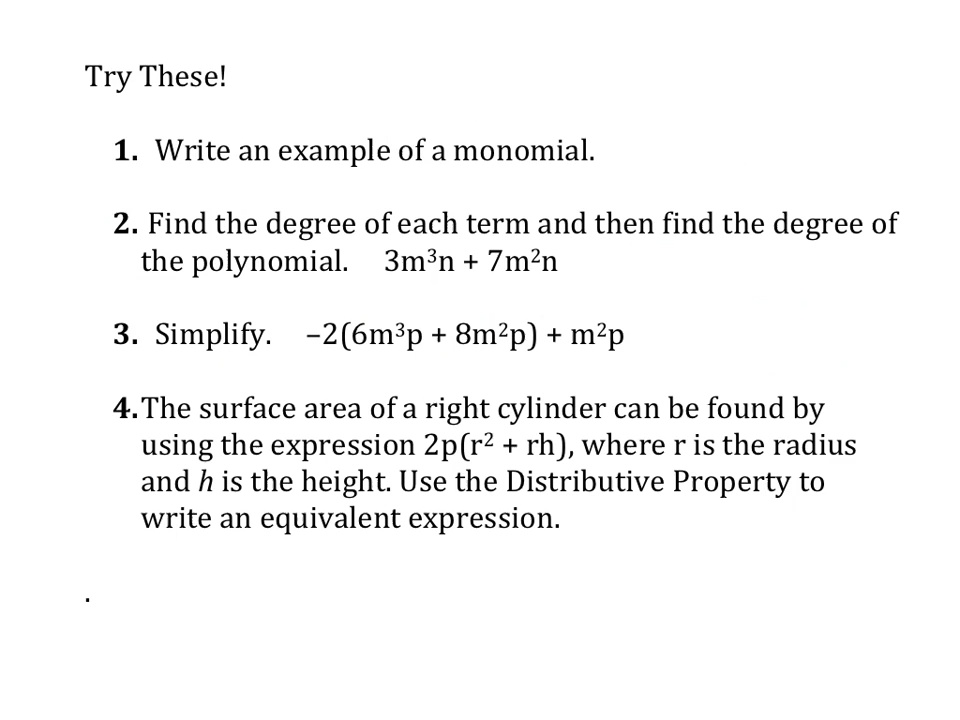 Try These!
1. Write an example of a monomial.
2. Find the degree of each term and then find the degree of
the polynomial. 3m³n + 7m²n
3. Simplify. –2(6m³p + 8m²p) + m²p
4. The surface area of a right cylinder can be found by
using the expression 2p(r² + rh), where r is the radius
and h is the height. Use the Distributive Property to
write an equivalent expression.
.